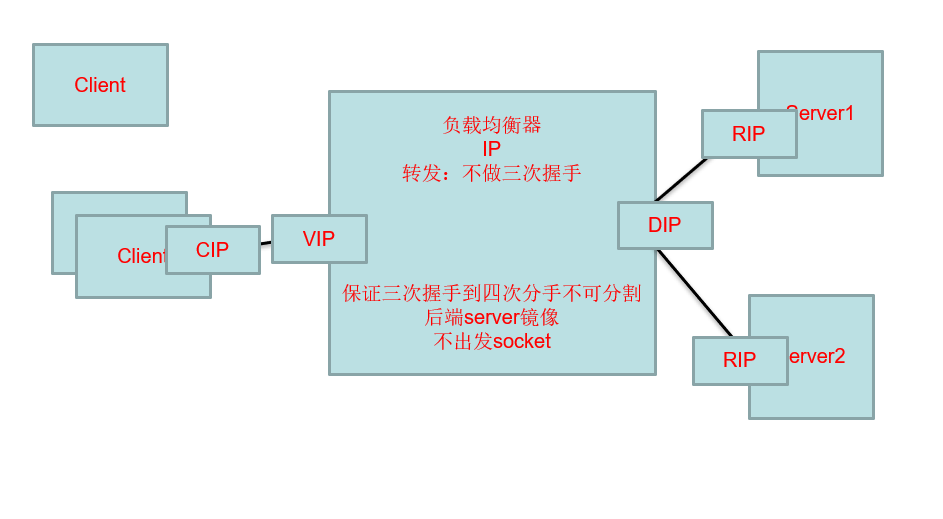 Client
Client
CIP
VIP
负载均衡器
IP
转发：不做三次握手
保证三次握手到四次分手不可分割
后端server镜像
不出发socket
DIP
RIP
Server1
RIP
erver2